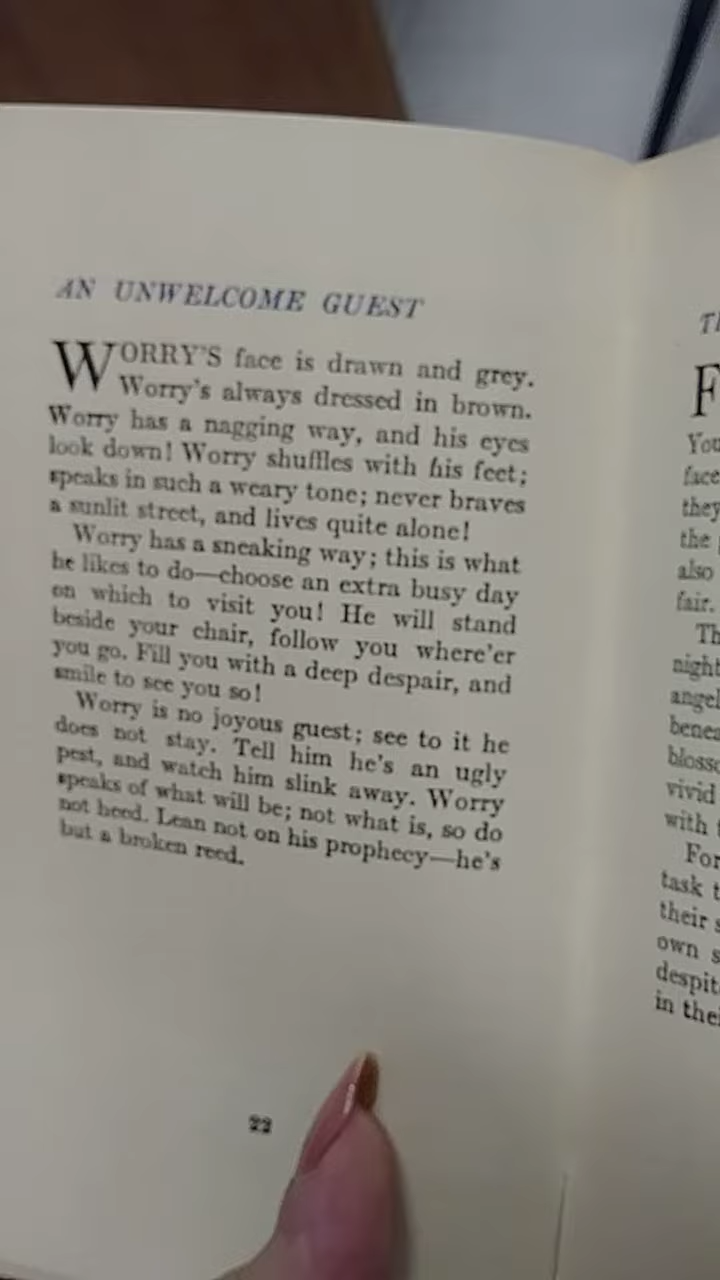 AN UNWELCOME GUEST
WORRY'S face is drawn and grey.
Worry's always dressed in brown.
Worry has a nagging way, and his eyes
look down! Worry shuffles with his feet;
speaks in such a weary tone; never braves
a sunlit street, and lives quite alone!
Worry has a sneaking way; this is what
he likes to do—choose an extra busy day
on which to visit you! He will stand
beside your chair, follow you where'er
you go. Fill you with a deep despair, and
smile to see you so!
Worry is no joyous guest; see to it he
does not stay. Tell him he's an ugly
pest, and watch him slink away. Worry
speaks of what will be; not what is, so do
not heed. Lean not on his prophecy—he's
but a broken reed.
22
You
face
they
the
also
fair.
Th
night
angel
benea
blosso
vivid
with
For
task t
their s
own s
despit
in thei